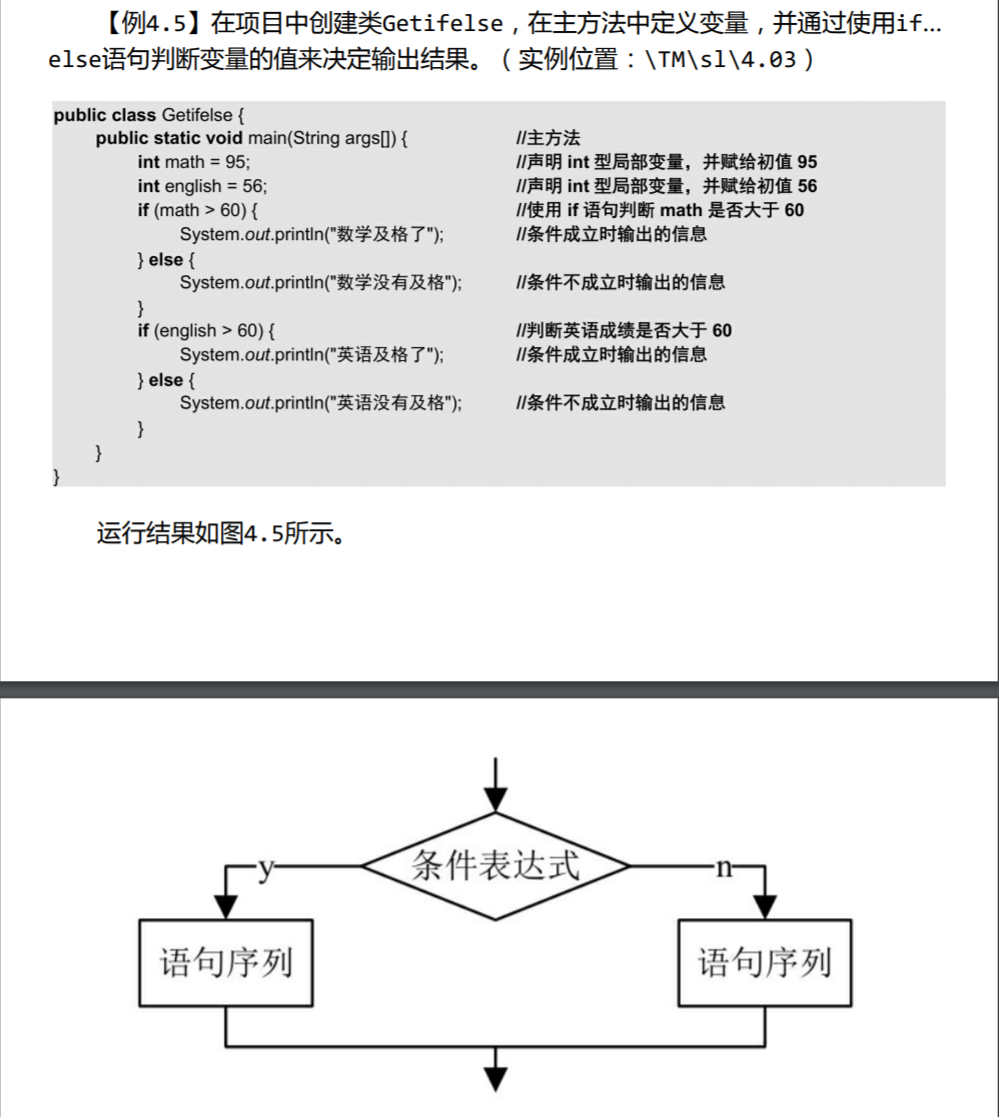 【例4.5】在项目中创建类Getifelse，在主方法中定义变量，并通过使用if…
else语句判断变量的值来决定输出结果。（实例位置：\TM\sl\4.03）
public class Getifelse {
public static void main(String args[]) { //主方法
int math = 95; //声明 int 型局部变量，并赋给初值 95
int english = 56; //声明 int 型局部变量，并赋给初值 56
if (math > 60) { //使用 if 语句判断 math 是否大于 60
System.out.println("数学及格了"); //条件成立时输出的信息
} else {
System.out.println("数学没有及格"); //条件不成立时输出的信息
}
if (english > 60) { //判断英语成绩是否大于 60
System.out.println("英语及格了"); //条件成立时输出的信息
} else {
System.out.println("英语没有及格"); //条件不成立时输出的信息
}
}
}
运行结果如图4.5所示。
y 条件表达式 n
语句序列 语句序列